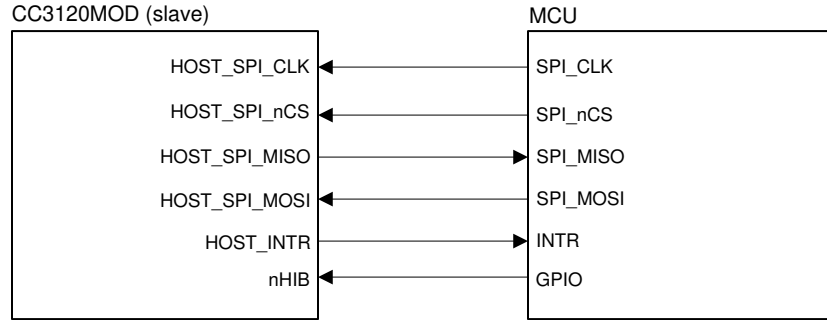 CC3120MOD (slave) MCU
HOST_SPI_CLK SPI_CLK
HOST_SPI_nCS SPI_nCS
HOST_SPI_MISO SPI_MISO
HOST_SPI_MOSI SPI_MOSI
HOST_INTR INTR
nHIB GPIO